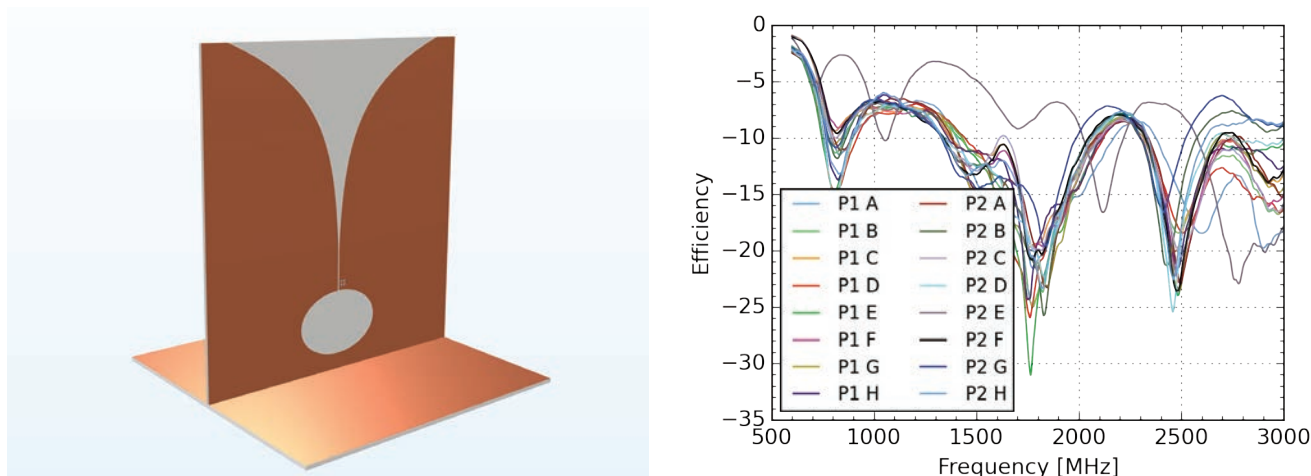 0
−5
−10
−15
−20
−25
−30
−35
Efficiency
P1 A P2 A
P1 B P2 B
P1 C P2 C
P1 D P2 D
P1 E P2 E
P1 F P2 F
P1 G P2 G
P1 H P2 H
500 1000 1500 2000 2500 3000
Frequency [MHz]